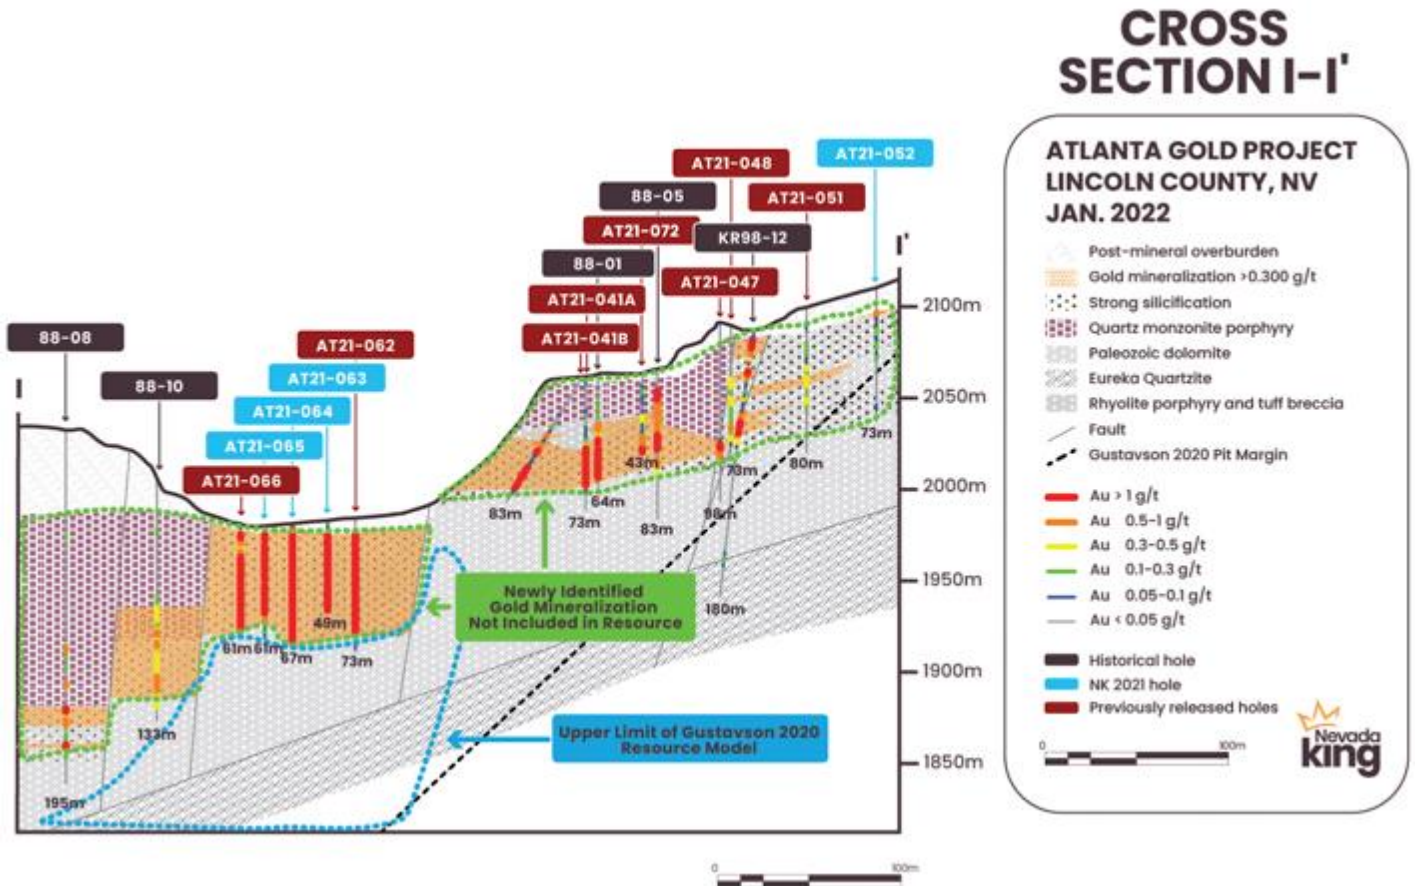 CROSS
SECTION I-I'
ATLANTA GOLD PROJECT
LINCOLN COUNTY, NV
JAN. 2022
Post-mineral overburden
Gold mineralization >0.300 g/t
Strong silicification
Quartz monzonite porphyry
Paleozoic dolomite
Eureka Quartzite
Rhyolite porphyry and tuff breccia
Fault
Gustavson 2020 Pit Margin
Au > 1 g/t
Au 0.5-1 g/t
Au 0.3-0.5 g/t
Au 0.1-0.3 g/t
Au 0.05-0.1 g/t
Au < 0.05 g/t
Historical hole
NK 2021 hole
Previously released holes
0 100m
Nevada
king
AT21-052
AT21-048
AT21-051
88-05
AT21-072
KR98-12
88-01
AT21-047
AT21-041A
AT21-041B
88-08
AT21-062
88-10
AT21-063
AT21-064
AT21-065
AT21-066
I
I'
2100m
2050m
2000m
1950m
1900m
1850m
73m
80m
73m
43m
64m
83m
73m
83m
98m
180m
49m
61m
61m
67m
73m
133m
195m
Newly Identified
Gold Mineralization
Not Included in Resource
Upper Limit of Gustavson 2020
Resource Model
0 100m